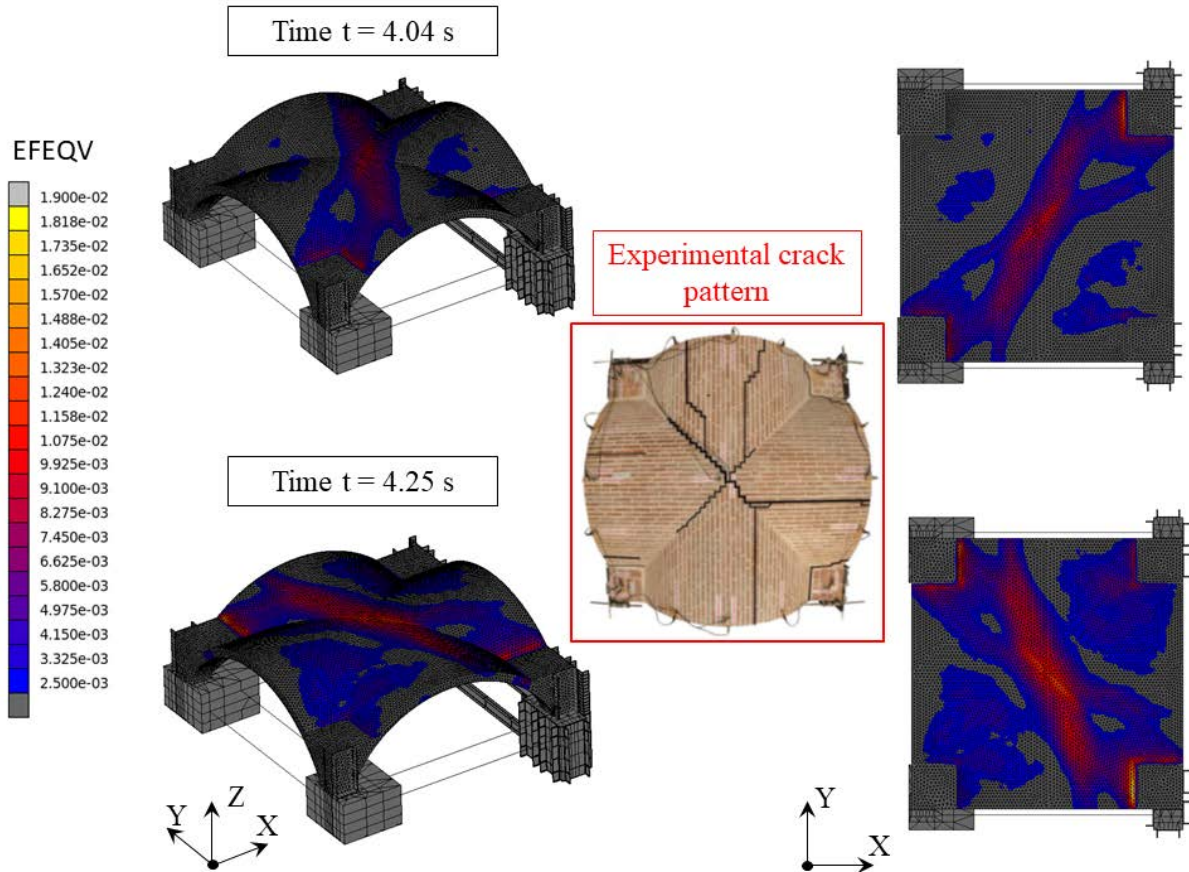 Time t = 4.04 s
EFEQV
1.900e-02
1.818e-02
1.735e-02
1.652e-02
1.570e-02
1.488e-02
1.405e-02
1.323e-02
1.240e-02
1.158e-02
1.075e-02
9.925e-03
9.100e-03
8.275e-03
7.450e-03
6.625e-03
5.800e-03
4.975e-03
4.150e-03
3.325e-03
2.500e-03
Experimental crack
pattern
Time t = 4.25 s
Z
Y
X
Y
X